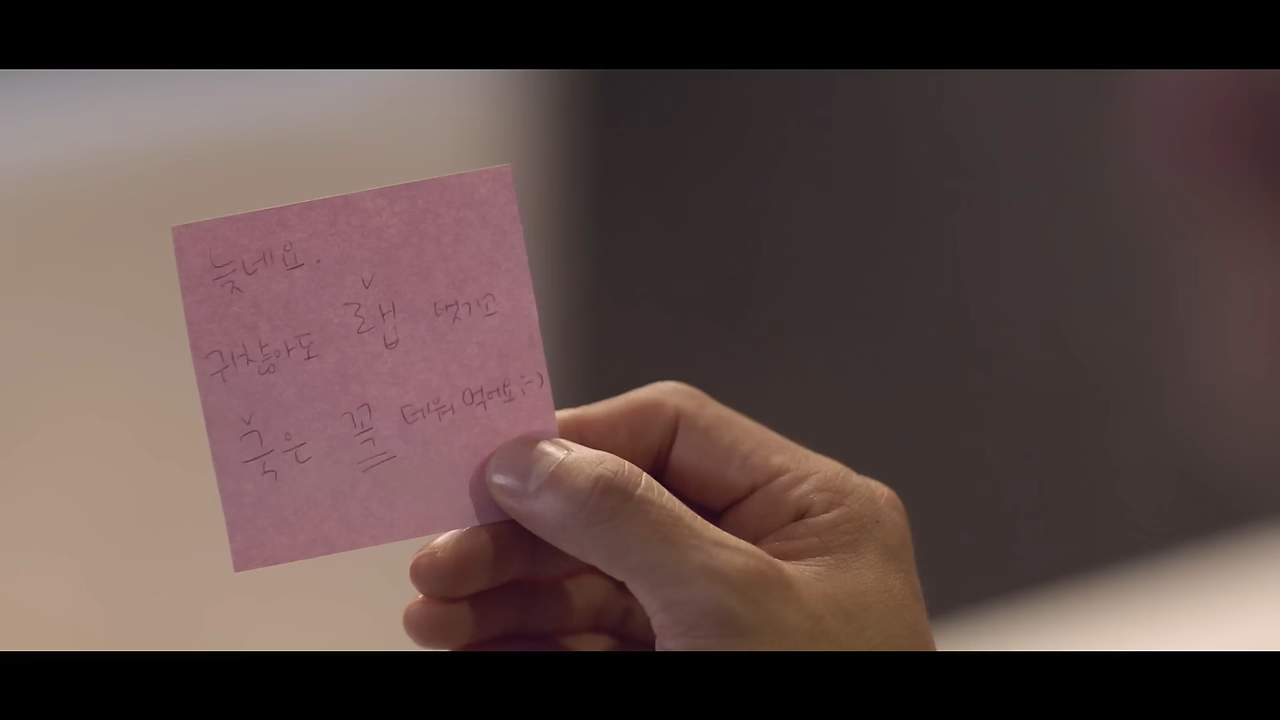 늦네요.
귀찮아도 랩 벗기고
국은 꼭 데워 먹어요 :-)